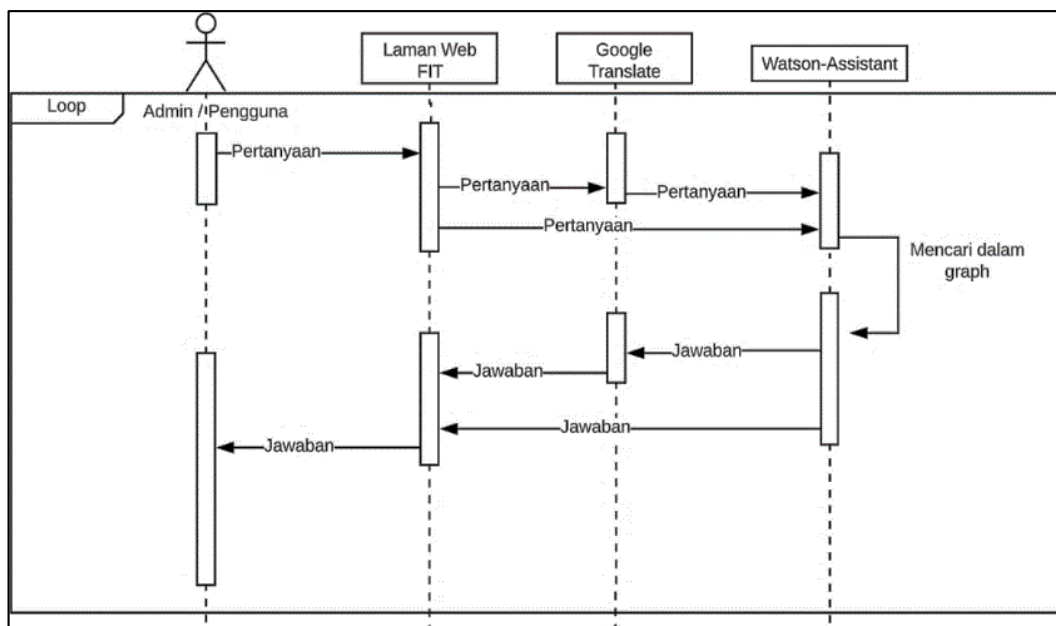 Laman Web
FIT
Google
Translate
Watson-Assistant
Loop
Admin / Pengguna
Pertanyaan
Pertanyaan
Pertanyaan
Pertanyaan
Mencari dalam
graph
Jawaban
Jawaban
Jawaban
Jawaban